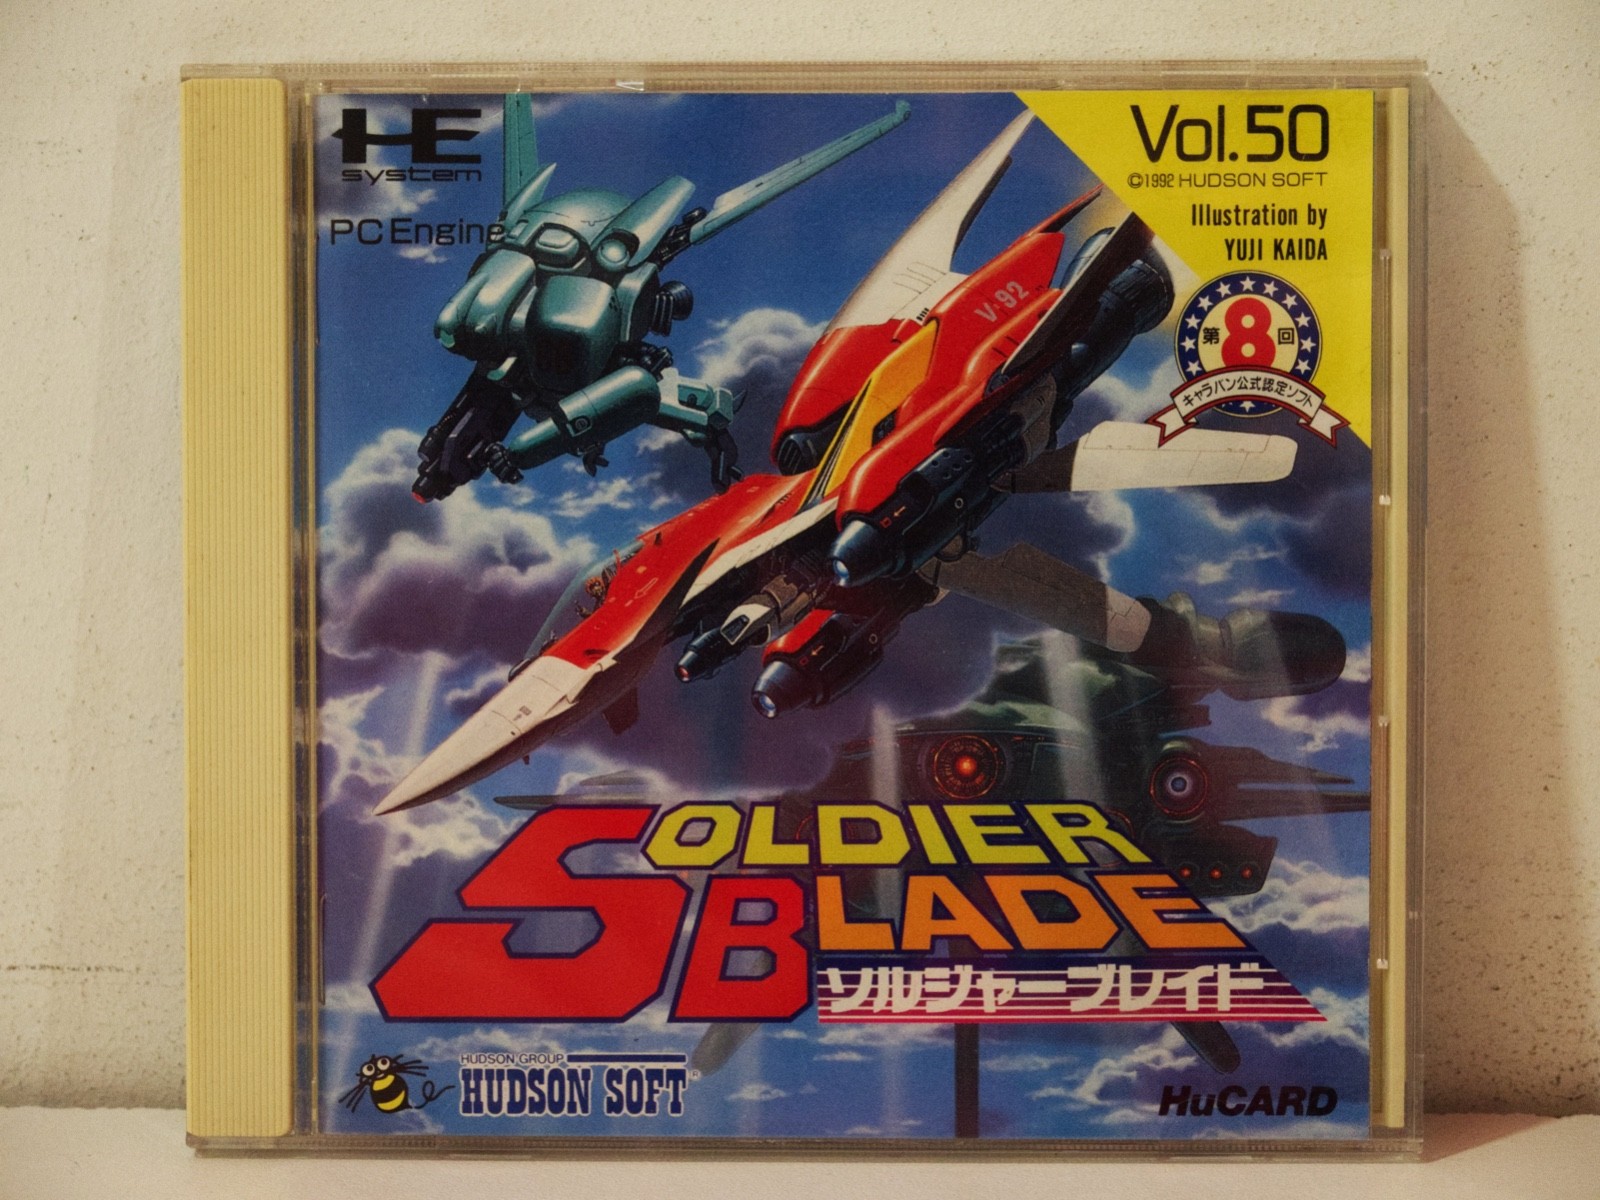 HE
system
PC Engine
Vol.50
©1992 HUDSON SOFT
Illustration by
YUJI KAIDA
第8回
キャラバン公式認定ソフト
V-92
SOLDIER
BLADE
ソルジャーブレイド
HUDSON GROUP
HUDSON SOFT®
HuCARD